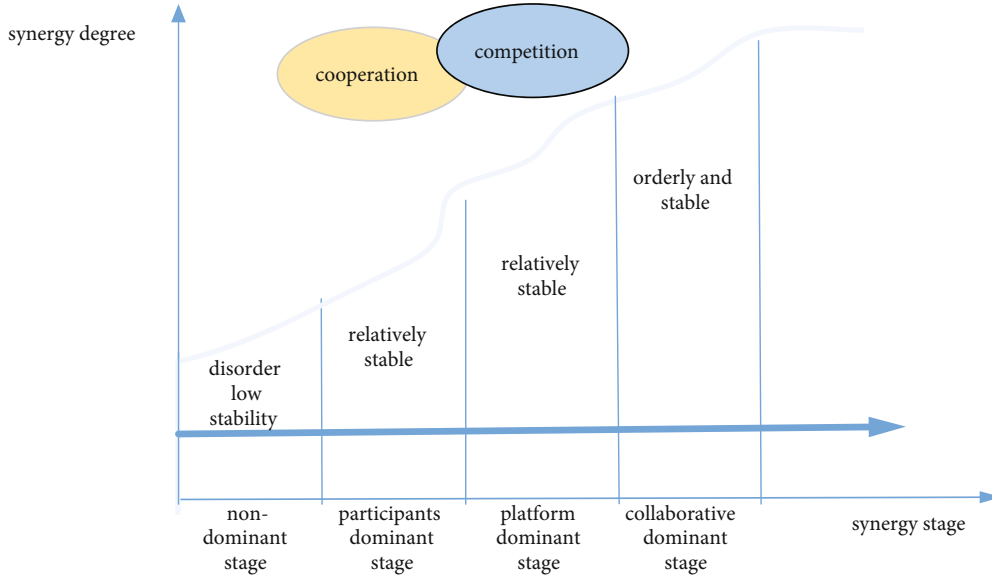 synergy degree
cooperation
competition
orderly and
stable
relatively
stable
relatively
stable
disorder
low
stability
non-
dominant
stage
participants
dominant
stage
platform
dominant
stage
collaborative
dominant
stage
synergy stage